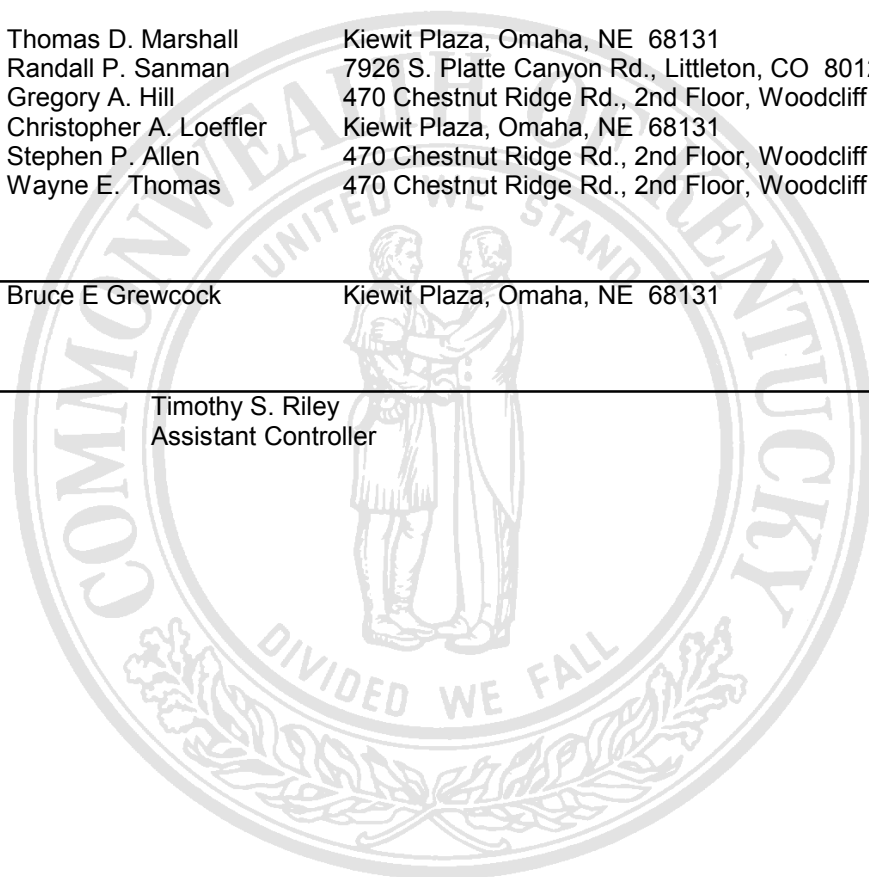 Thomas D. Marshall Kiewit Plaza, Omaha, NE 68131
Randall P. Sanman 7926 S. Platte Canyon Rd., Littleton, CO
Gregory A. Hill 470 Chestnut Ridge Rd., 2nd Floor, Woodcliff
Christopher A. Loeffler Kiewit Plaza, Omaha, NE 68131
Stephen P. Allen 470 Chestnut Ridge Rd., 2nd Floor, Woodcliff
Wayne E. Thomas 470 Chestnut Ridge Rd., 2nd Floor, Woodcliff
Bruce E Grewcock Kiewit Plaza, Omaha, NE 68131
Timothy S. Riley
Assistant Controller
COMMONWEALTH OF KENTUCKY
UNITED WE STAND
DIVIDED WE FALL